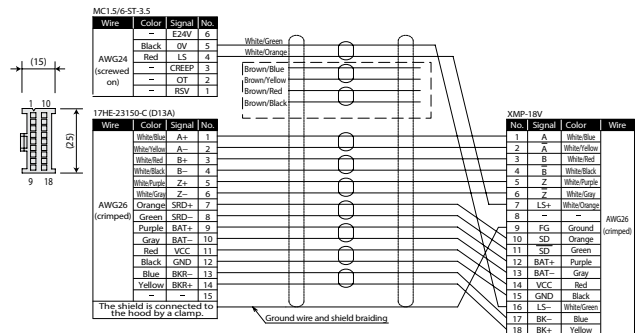 MC1.5/6-ST-3.5
Wire Color Signal No.
AWG24
(screwed
on)
– E24V 6
Black 0V 5
Red LS 4
– CREEP 3
– OT 2
– RSV 1
White/Green
White/Orange
Brown/Blue
Brown/Yellow
Brown/Red
Brown/Black
(15)
1 10
(25)
9 18
17HE-23150-C (D13A)
Wire Color Signal No.
AWG26
(crimped)
White/Blue A+ 1
White/Yellow A– 2
White/Red B+ 3
White/Black B– 4
White/Purple Z+ 5
White/Gray Z– 6
Orange SRD+ 7
Green SRD– 8
Purple BAT+ 9
Gray BAT– 10
Red VCC 11
Black GND 12
Blue BKR– 13
Yellow BKR+ 14
– – 15
The shield is connected to
the hood by a clamp.
Ground wire and shield braiding
XMP-18V
No. Signal Color Wire
1 A White/Blue
2 A̅ White/Yellow
3 B White/Red
4 B̅ White/Black
5 Z White/Purple
6 Z̅ White/Gray
7 LS+ White/Orange
8 – –
9 FG Ground
10 SD Orange
11 S̅D̅ Green
12 BAT+ Purple
13 BAT– Gray
14 VCC Red
15 GND Black
16 LS– White/Green
17 BK– Blue
18 BK+ Yellow
AWG26
(crimped)